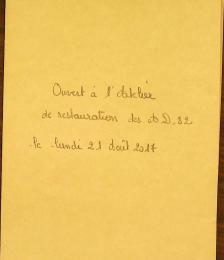 Ouvert à l'Atelier
de restauration des AD.82
le lundi 21 Août 2017